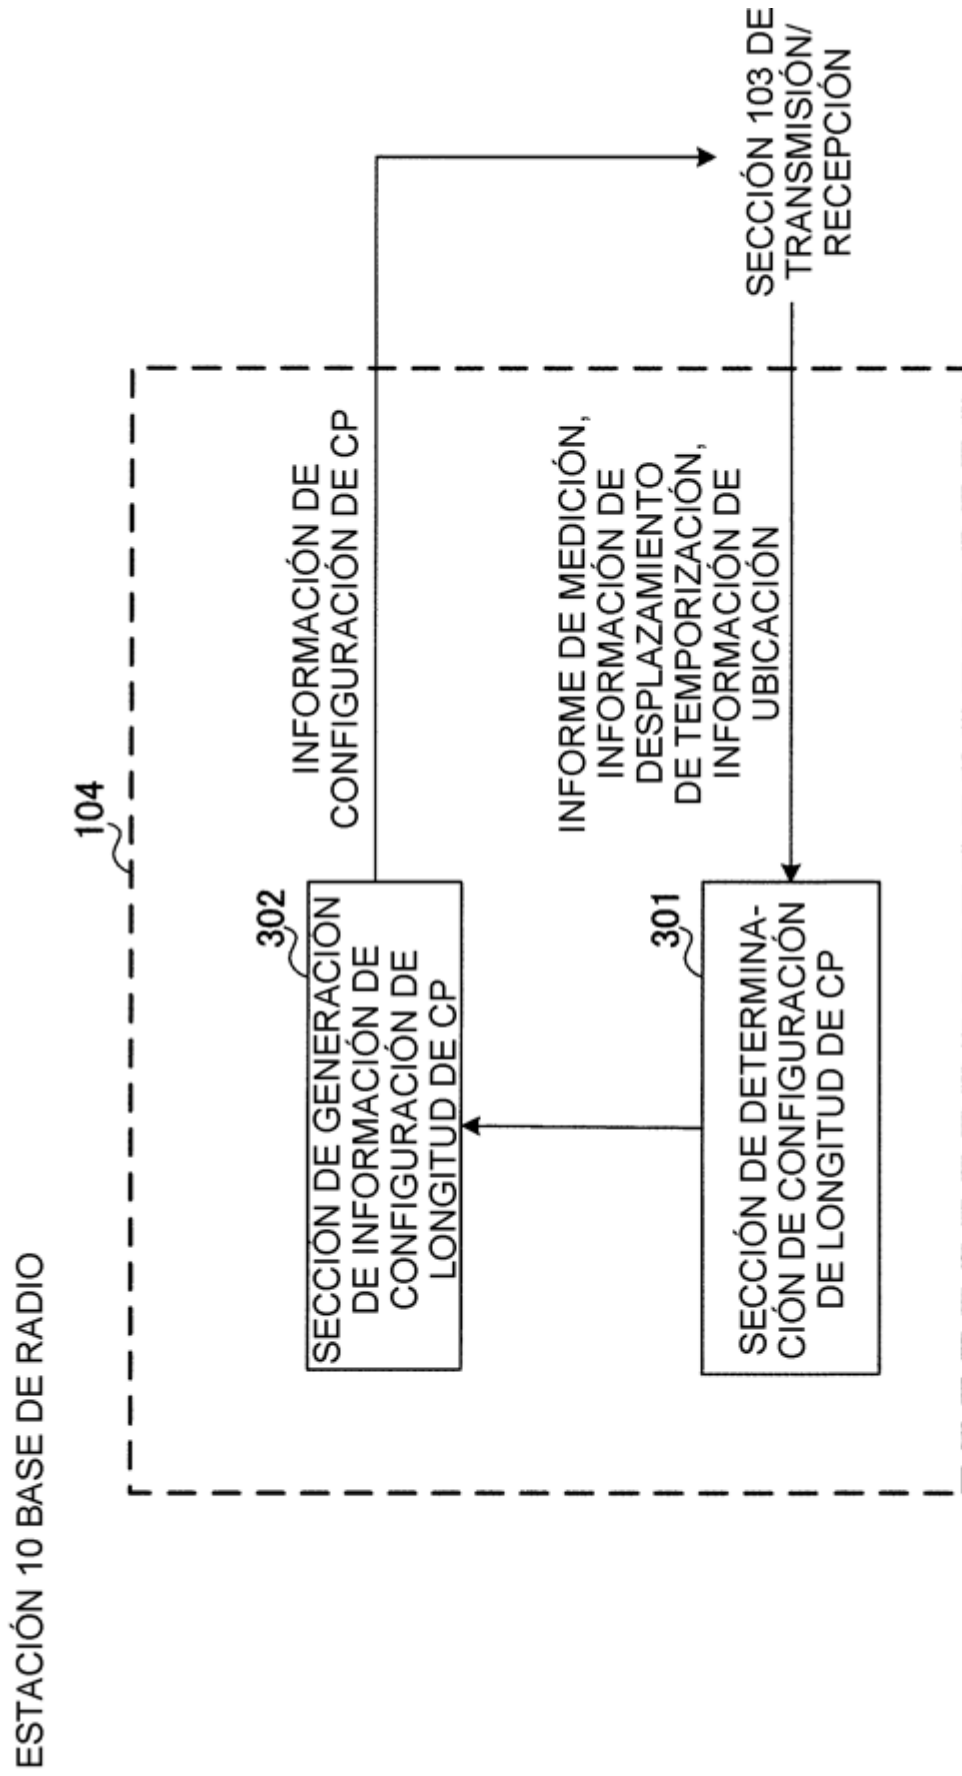 ESTACIÓN 10 BASE DE RADIO
104
302
SECCIÓN DE GENERACIÓN
DE INFORMACIÓN DE
CONFIGURACIÓN DE
LONGITUD DE CP
INFORMACIÓN DE
CONFIGURACIÓN DE CP
301
SECCIÓN DE DETERMINA-
CIÓN DE CONFIGURACIÓN
DE LONGITUD DE CP
INFORME DE MEDICIÓN,
INFORMACIÓN DE
DESPLAZAMIENTO
DE TEMPORIZACIÓN,
INFORMACIÓN DE
UBICACIÓN
SECCIÓN 103 DE
TRANSMISIÓN/
RECEPCIÓN